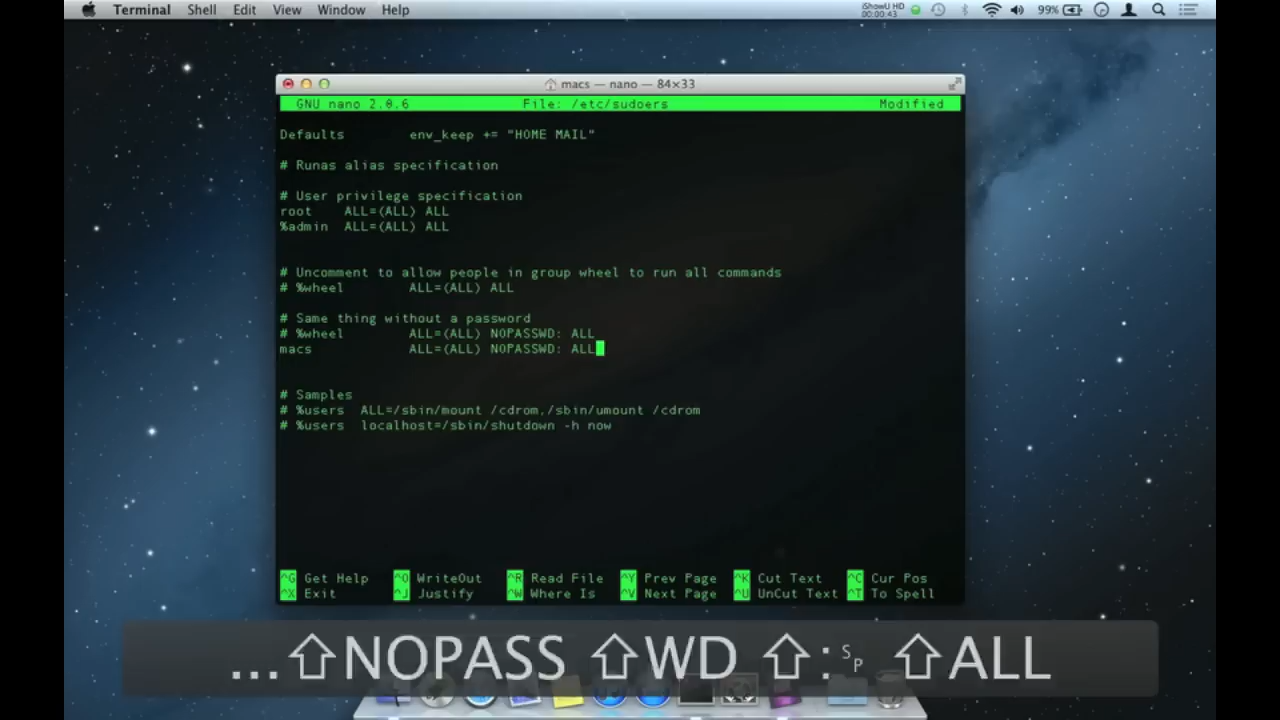 Terminal Shell Edit View Window Help iShowU HD 00:00:43 99%
macs — nano — 84×33
GNU nano 2.0.6 File: /etc/sudoers Modified
Defaults env_keep += "HOME MAIL"
# Runas alias specification
# User privilege specification
root ALL=(ALL) ALL
%admin ALL=(ALL) ALL
# Uncomment to allow people in group wheel to run all commands
# %wheel ALL=(ALL) ALL
# Same thing without a password
# %wheel ALL=(ALL) NOPASSWD: ALL
macs ALL=(ALL) NOPASSWD: ALL
# Samples
# %users ALL=/sbin/mount /cdrom,/sbin/umount /cdrom
# %users localhost=/sbin/shutdown -h now
^G Get Help ^O WriteOut ^R Read File ^Y Prev Page ^K Cut Text ^C Cur Pos
^X Exit ^J Justify ^W Where Is ^V Next Page ^U UnCut Text ^T To Spell
...⇧NOPASS ⇧WD ⇧: SP ⇧ALL